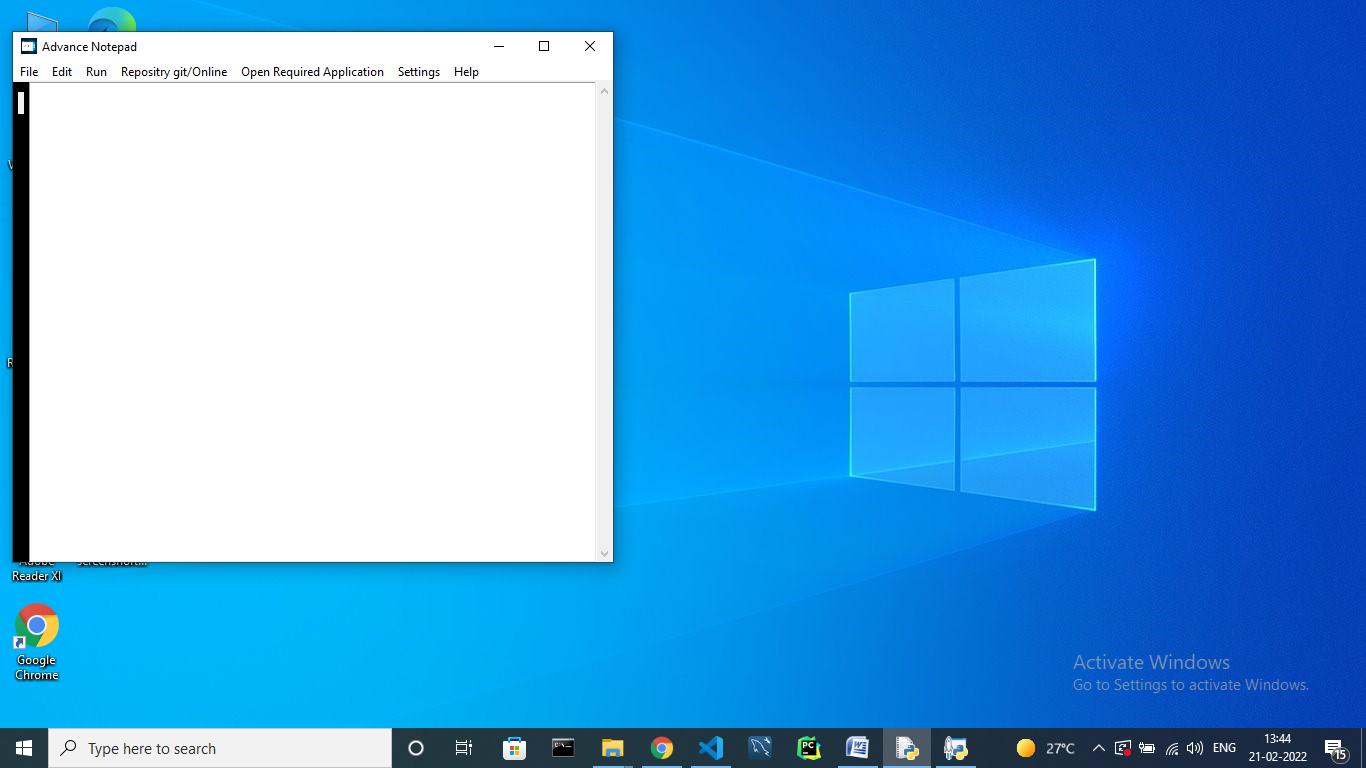 Advance Notepad
File Edit Run Repositry git/Online Open Required Application Settings Help
Reader XI
Google
Chrome
Activate Windows
Go to Settings to activate Windows.
Type here to search
PC
27°C
ENG
13:44
21-02-2022
15